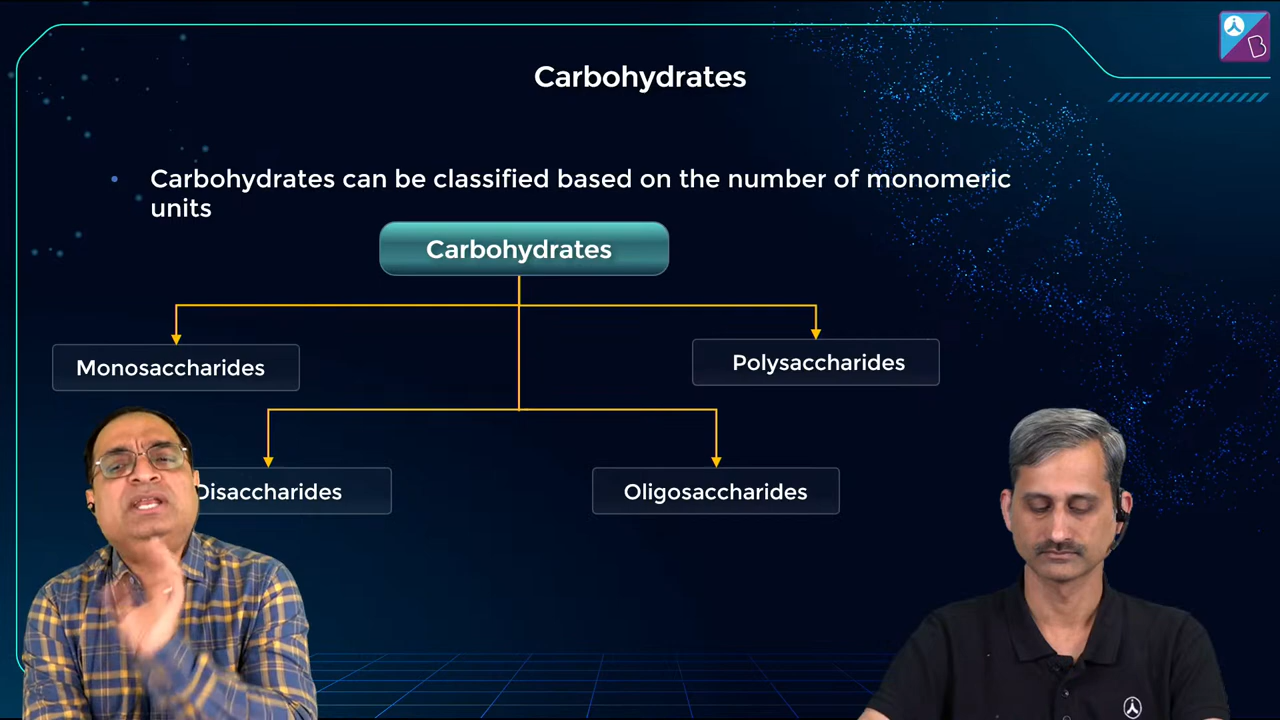 Carbohydrates
• Carbohydrates can be classified based on the number of monomeric
units
Carbohydrates
Monosaccharides
Polysaccharides
Disaccharides
Oligosaccharides
B